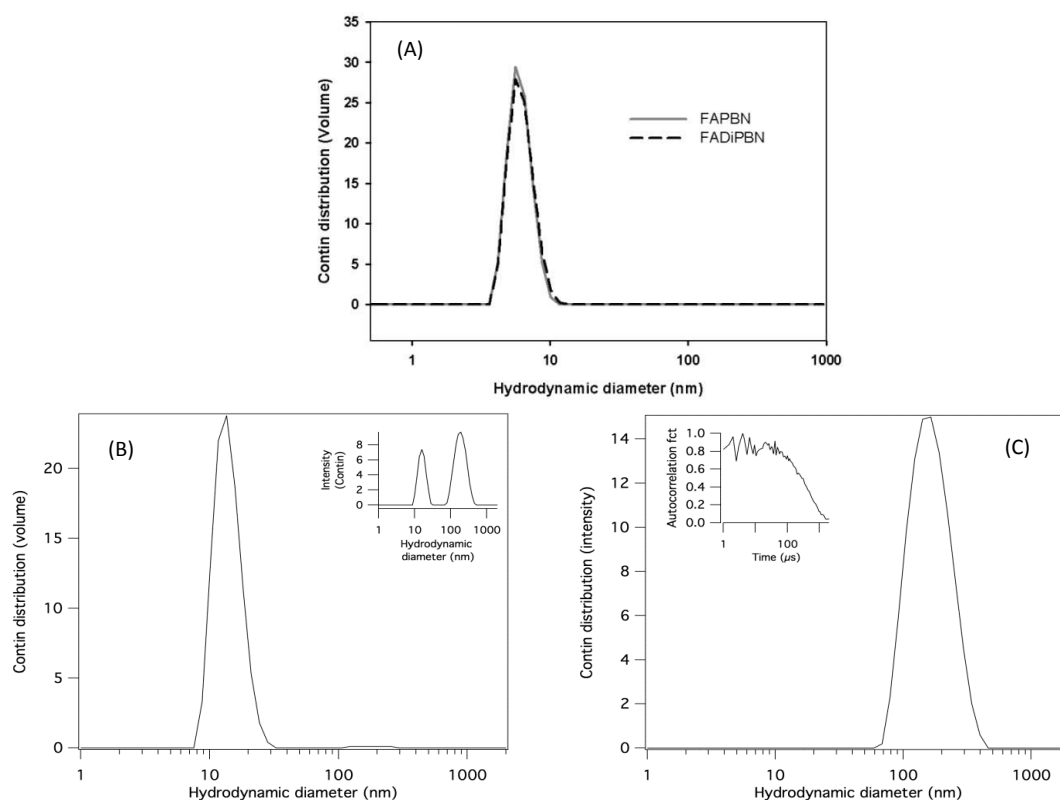 (A)
Contin distribution (Volume)
35
30
25
20
15
10
5
0
FAPBN
FADiPBN
1 10 100 1000
Hydrodynamic diameter (nm)
(B)
Contin distribution (volume)
20
15
10
5
0
1 10 100 1000
Hydrodynamic diameter (nm)
Intensity
(Contin)
8
6
4
2
0
1 10 100 1000
Hydrodynamic
diameter (nm)
(C)
Contin distribution (intensity)
14
12
10
8
6
4
2
0
1 10 100 1000
Hydrodynamic diameter (nm)
Autocorrelation fct
1.0
0.8
0.6
0.4
0.2
0.0
1 100
Time (µs)